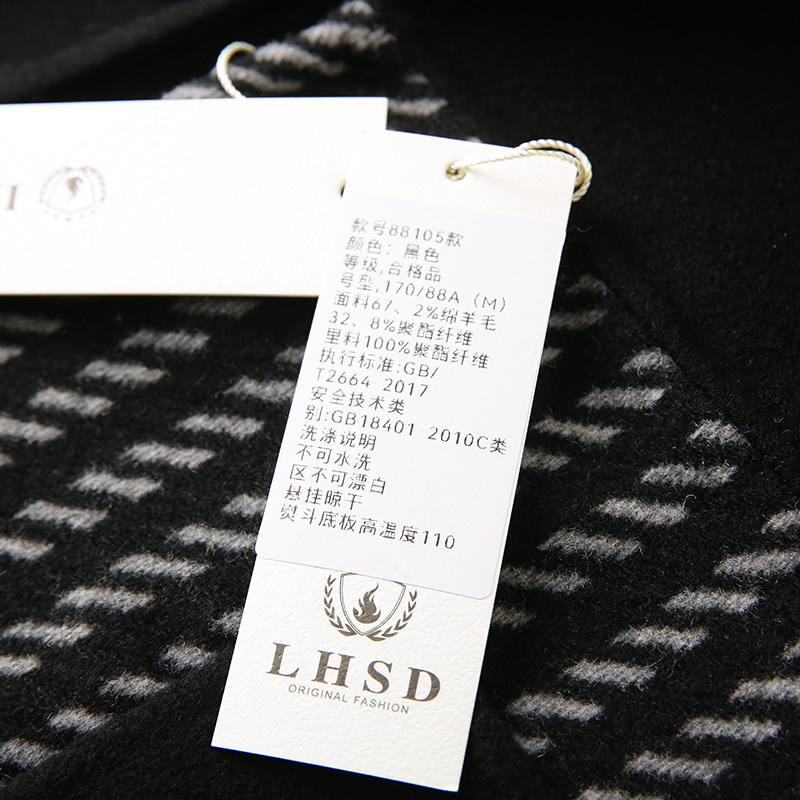 款号88105款
颜色：黑色
等级,合格品
号型,170/88A（M）
面料67、2%绵羊毛
32、8%聚酯纤维
里料100%聚酯纤维
执行标准:GB/
T2664 2017
安全技术类
别:GB18401-2010C类
洗涤说明
不可水洗
区不可漂白
悬挂晾干
熨斗底板高温度110
LHSD
ORIGINAL FASHION